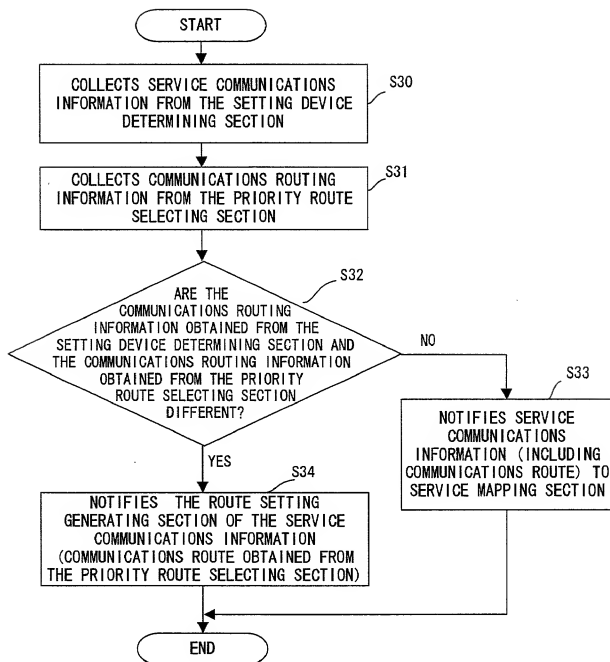 START
COLLECTS SERVICE COMMUNICATIONS
INFORMATION FROM THE SETTING DEVICE
DETERMINING SECTION
S30
COLLECTS COMMUNICATIONS ROUTING
INFORMATION FROM THE PRIORITY ROUTE
SELECTING SECTION
S31
ARE THE
COMMUNICATIONS ROUTING
INFORMATION OBTAINED FROM THE
SETTING DEVICE DETERMINING SECTION AND
THE COMMUNICATIONS ROUTING INFORMATION
OBTAINED FROM THE PRIORITY
ROUTE SELECTING SECTION
DIFFERENT?
S32
NO
S33
NOTIFIES SERVICE
COMMUNICATIONS
INFORMATION (INCLUDING
COMMUNICATIONS ROUTE) TO
SERVICE MAPPING SECTION
YES
S34
NOTIFIES THE ROUTE SETTING
GENERATING SECTION OF THE SERVICE
COMMUNICATIONS INFORMATION
(COMMUNICATIONS ROUTE OBTAINED FROM
THE PRIORITY ROUTE SELECTING SECTION)
END